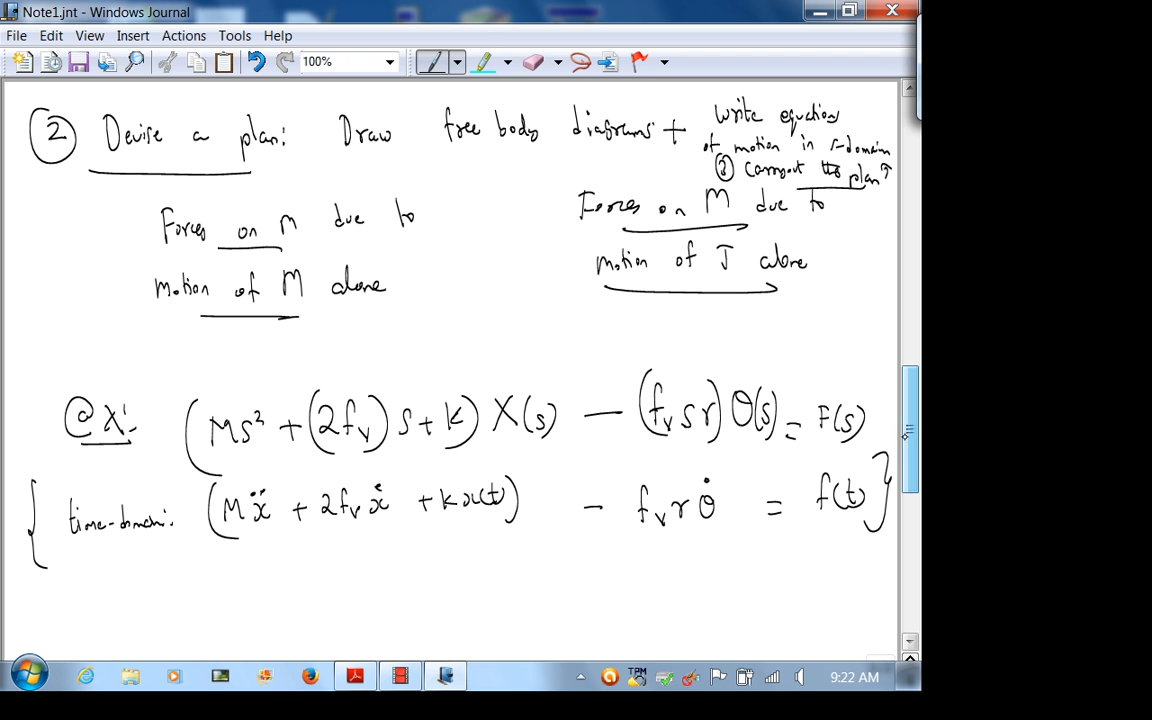 Note1.jnt - Windows Journal
File Edit View Insert Actions Tools Help
100%
② Devise a plan: Draw free body diagrams + Write equations
of motion in s-domain
③ Carryout the plan↑
Forces on M due to
motion of M alone
Forces on M due to
motion of J alone
@ X: (Ms² + (2fᵥ) s + k) X(s) — (fᵥ s r) θ(s) = F(s)
{ time-domain: (Mẍ + 2fᵥẋ + kx(t)) - fᵥ r θ̇ = f(t) }
9:22 AM